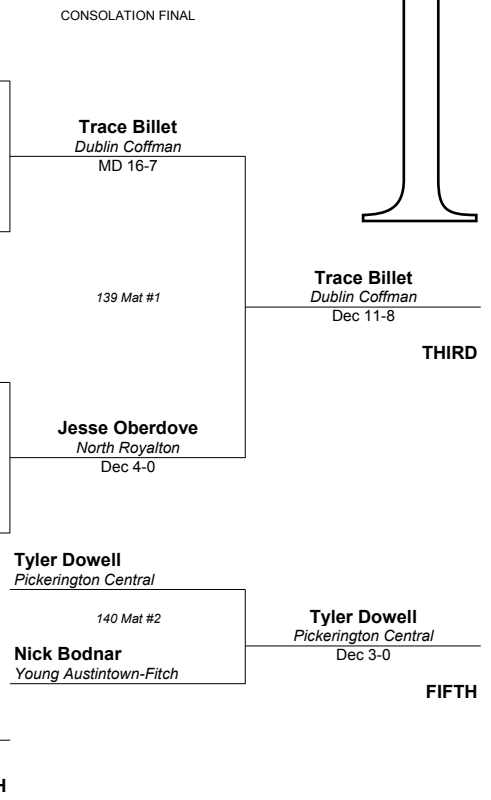 CONSOLATION FINAL
Trace Billet
Dublin Coffman
MD 16-7
139 Mat #1
Trace Billet
Dublin Coffman
Dec 11-8
THIRD
Jesse Oberdove
North Royalton
Dec 4-0
Tyler Dowell
Pickerington Central
140 Mat #2
Nick Bodnar
Young Austintown-Fitch
Tyler Dowell
Pickerington Central
Dec 3-0
FIFTH
H